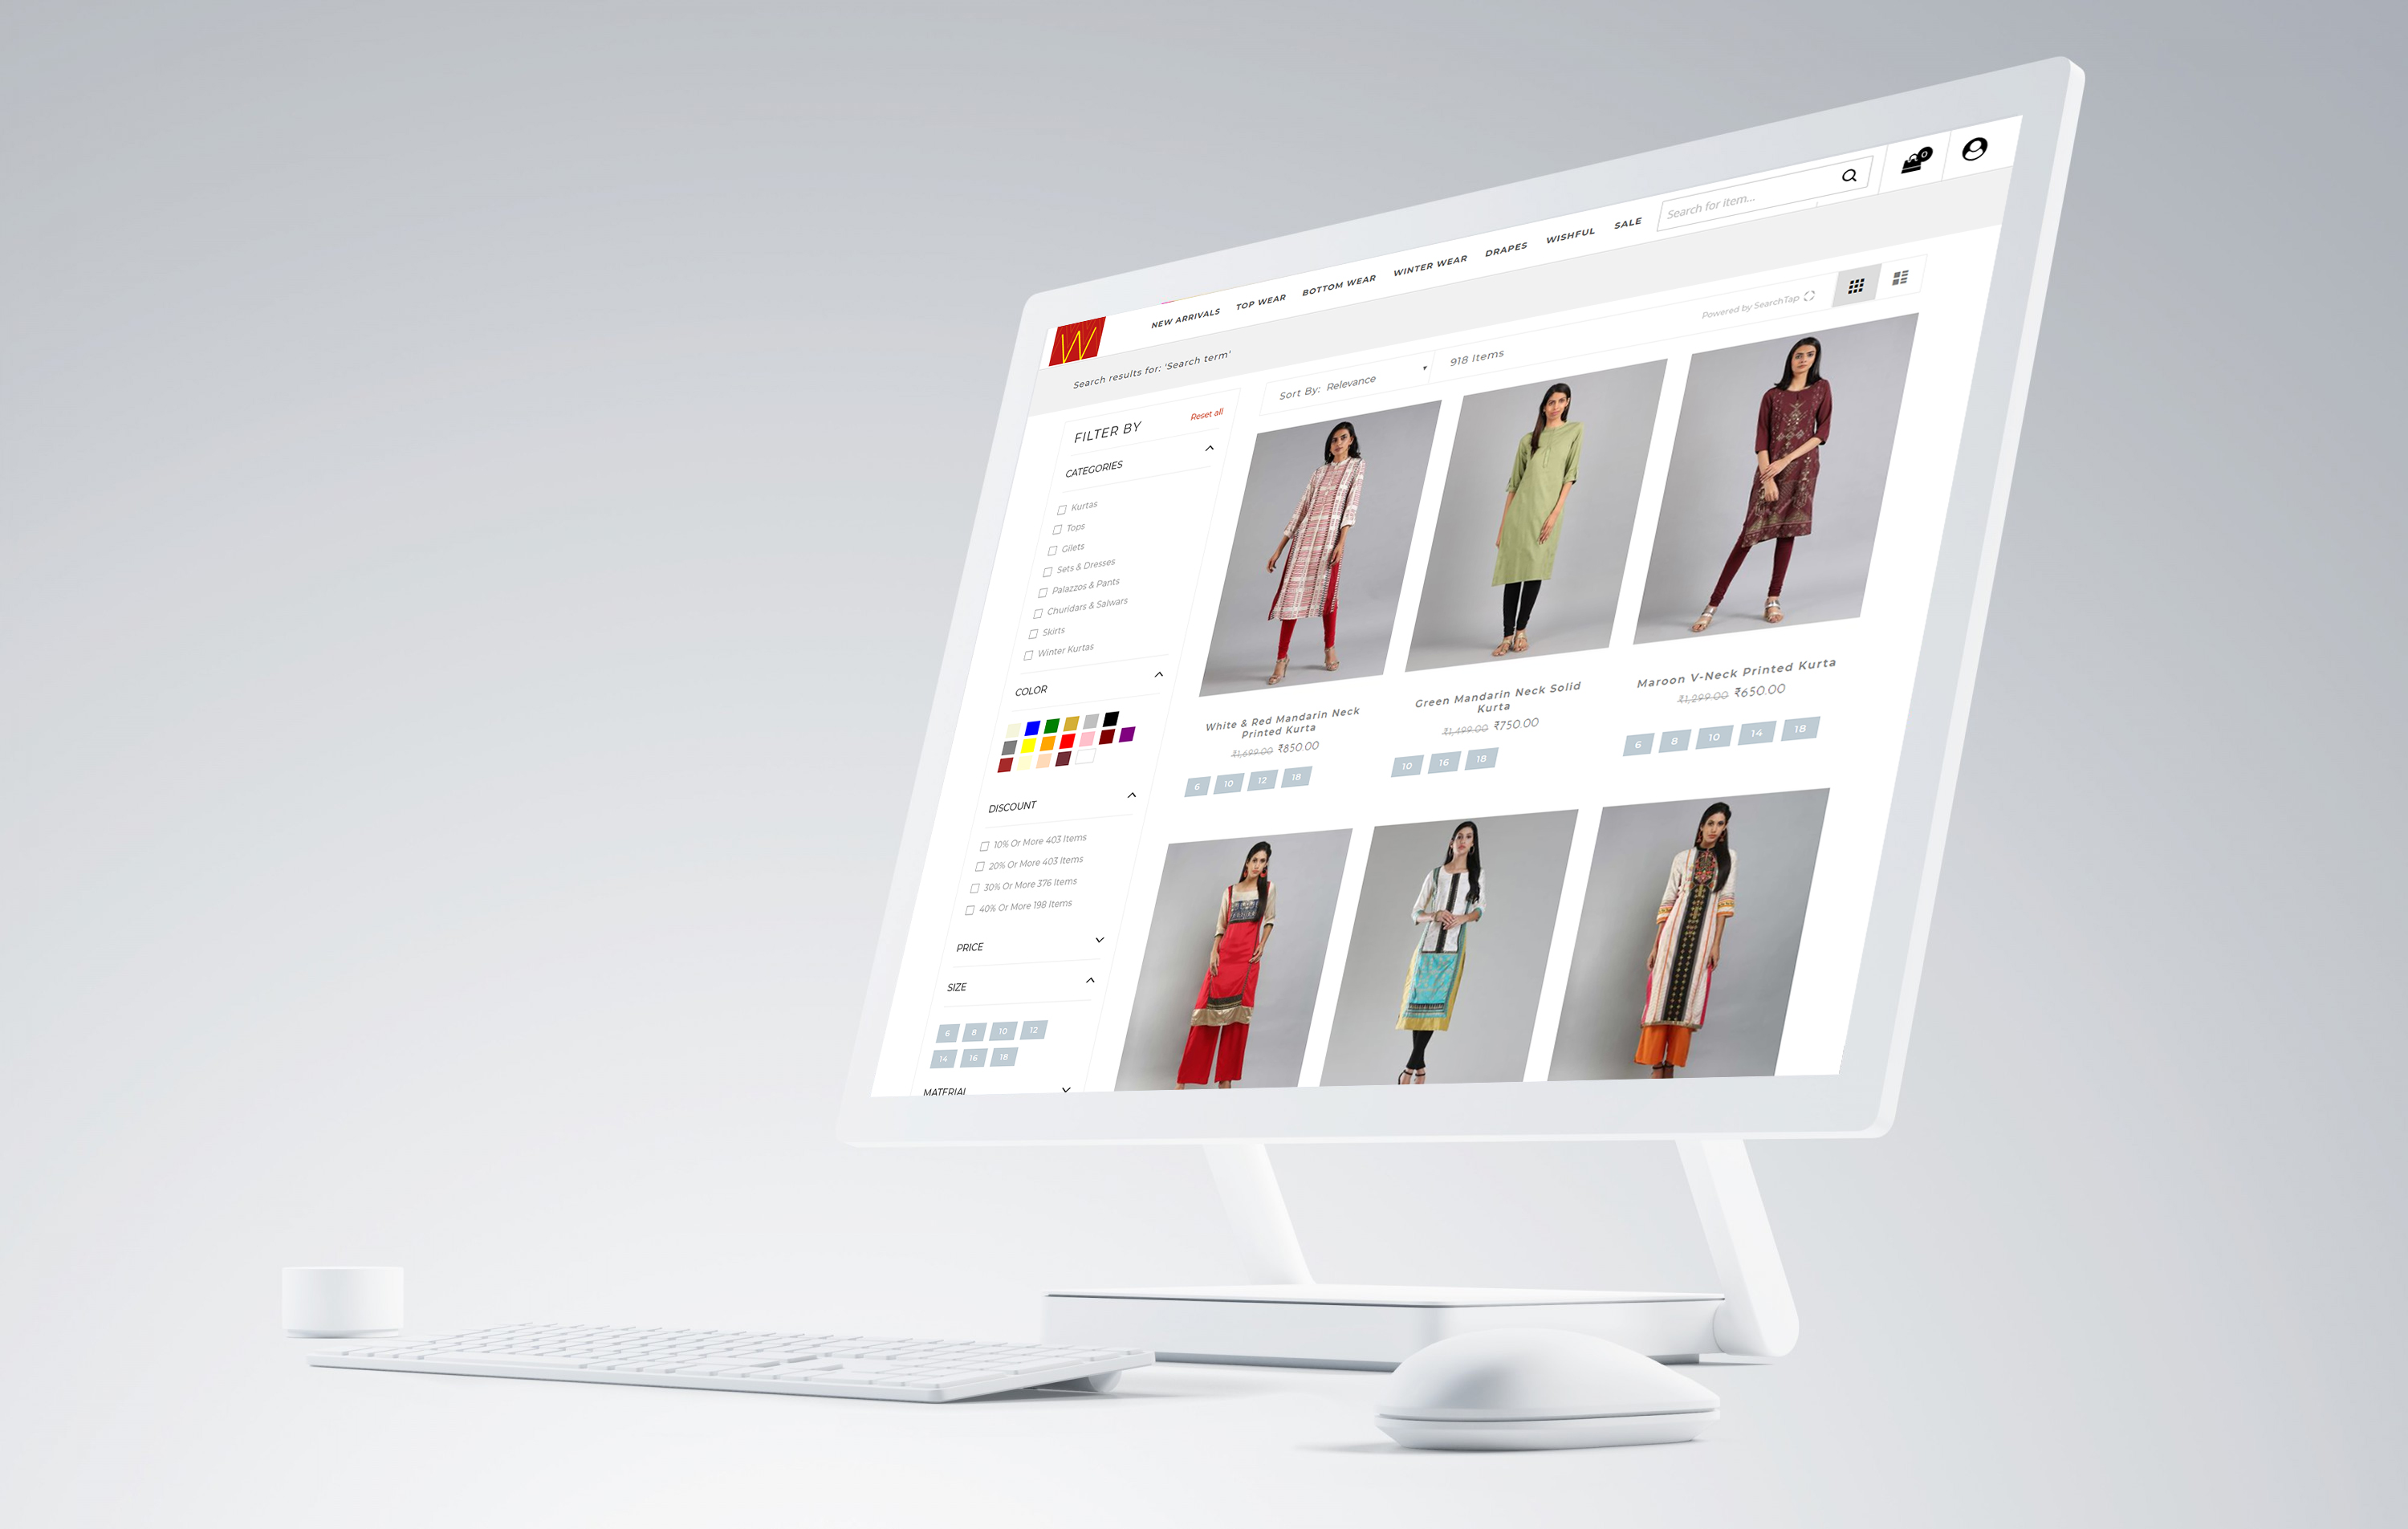 W
NEW ARRIVALS TOP WEAR BOTTOM WEAR WINTER WEAR DRAPES WISHFUL SALE Search for item... 0
Search results for: 'Search term'
FILTER BY Reset all
CATEGORIES
Kurtas
Tops
Gilets
Sets & Dresses
Palazzos & Pants
Churidars & Salwars
Skirts
Winter Kurtas
COLOR
DISCOUNT
10% Or More 403 Items
20% Or More 403 Items
30% Or More 376 Items
40% Or More 198 Items
PRICE
SIZE
6 8 10 12
14 16 18
MATERIAL
Sort By: Relevance 918 Items Powered by SearchTap
White & Red Mandarin Neck
Printed Kurta
₹1,699.00 ₹850.00
6 10 12 18
Green Mandarin Neck Solid
Kurta
₹1,499.00 ₹750.00
10 16 18
Maroon V-Neck Printed Kurta
₹1,299.00 ₹650.00
6 8 10 14 18